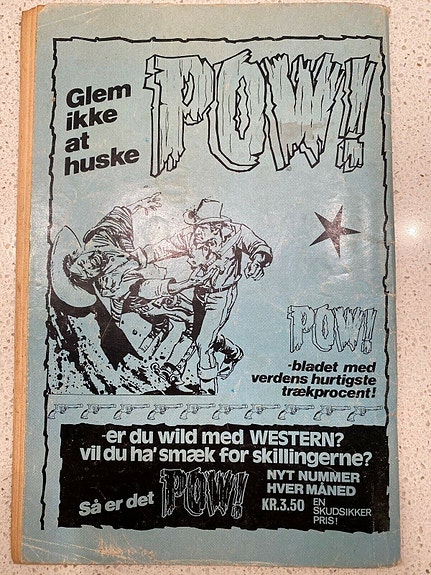 Glem
ikke
at
huske
POW!!
POW!
-bladet med
verdens hurtigste
trækprocent!
-er du wild med WESTERN?
vil du ha' smæk for skillingerne?
Så er det POW!!
NYT NUMMER
HVER MÅNED
KR.3.50 EN
SKUDSIKKER
PRIS!